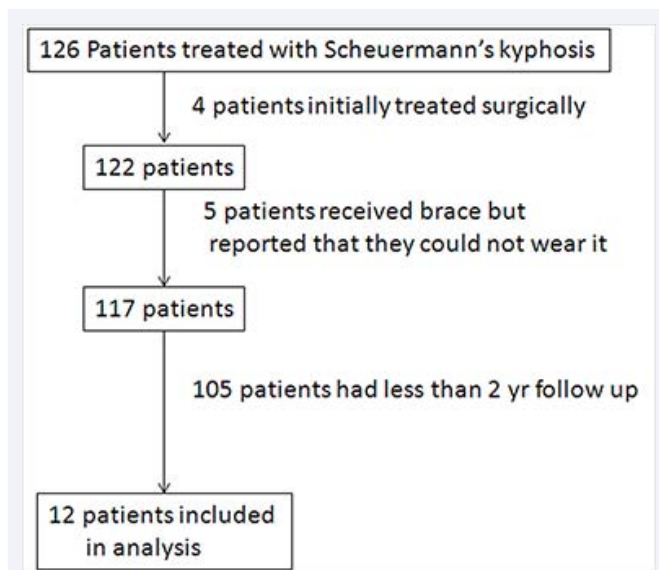 126 Patients treated with Scheuermann's kyphosis
4 patients initially treated surgically
122 patients
5 patients received brace but
reported that they could not wear it
117 patients
105 patients had less than 2 yr follow up
12 patients included
in analysis